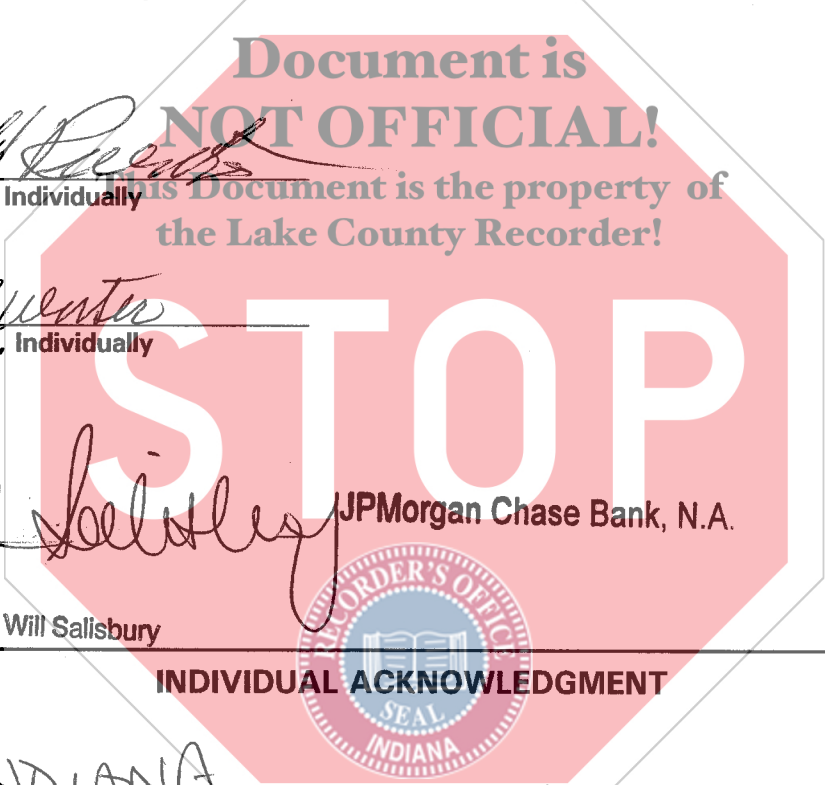 Document is
NOT OFFICIAL!
This Document is the property of
the Lake County Recorder!
Individually
Individually
STOP
JPMorgan Chase Bank, N.A.
Will Salisbury
RECORDER'S OFFICE
SEAL
INDIANA
INDIVIDUAL ACKNOWLEDGMENT
INDIANA